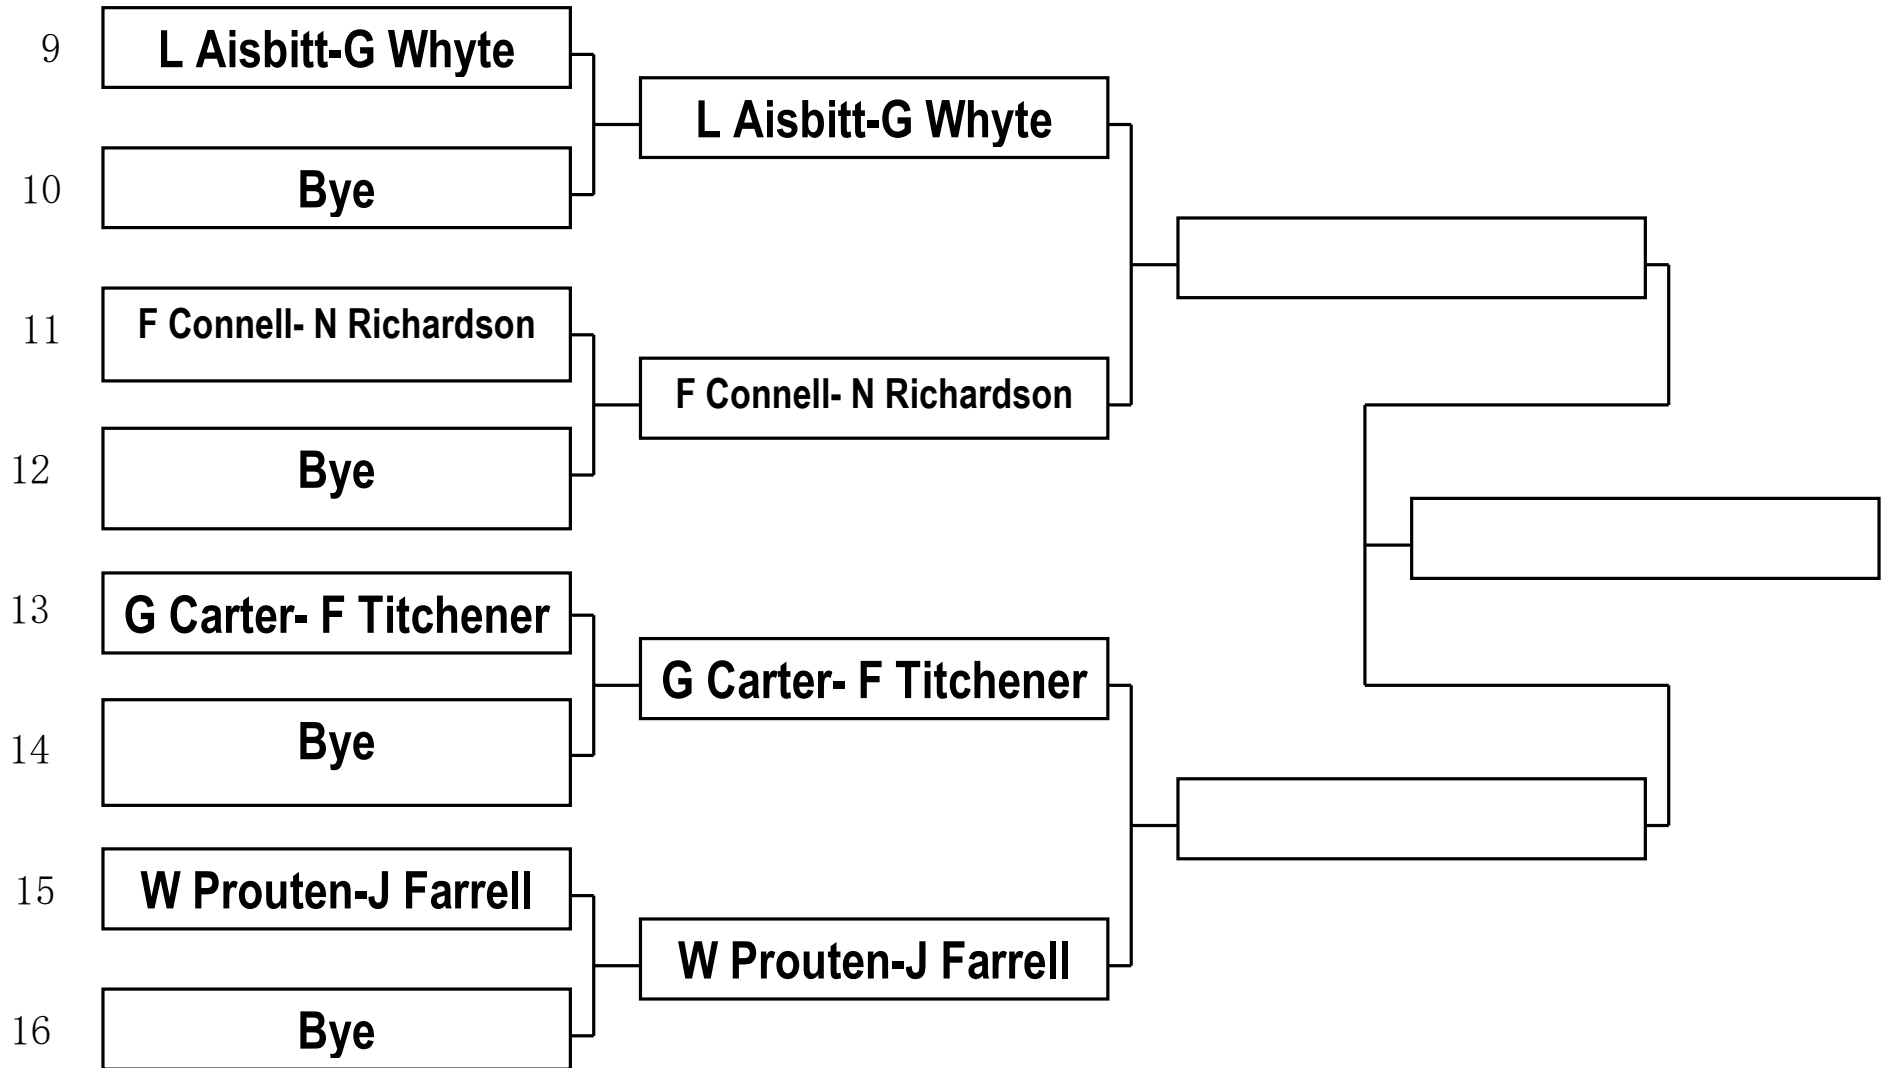 9 L Aisbitt-G Whyte
L Aisbitt-G Whyte
10 Bye
11 F Connell- N Richardson
F Connell- N Richardson
12 Bye
13 G Carter- F Titchener
G Carter- F Titchener
14 Bye
15 W Prouten-J Farrell
W Prouten-J Farrell
16 Bye